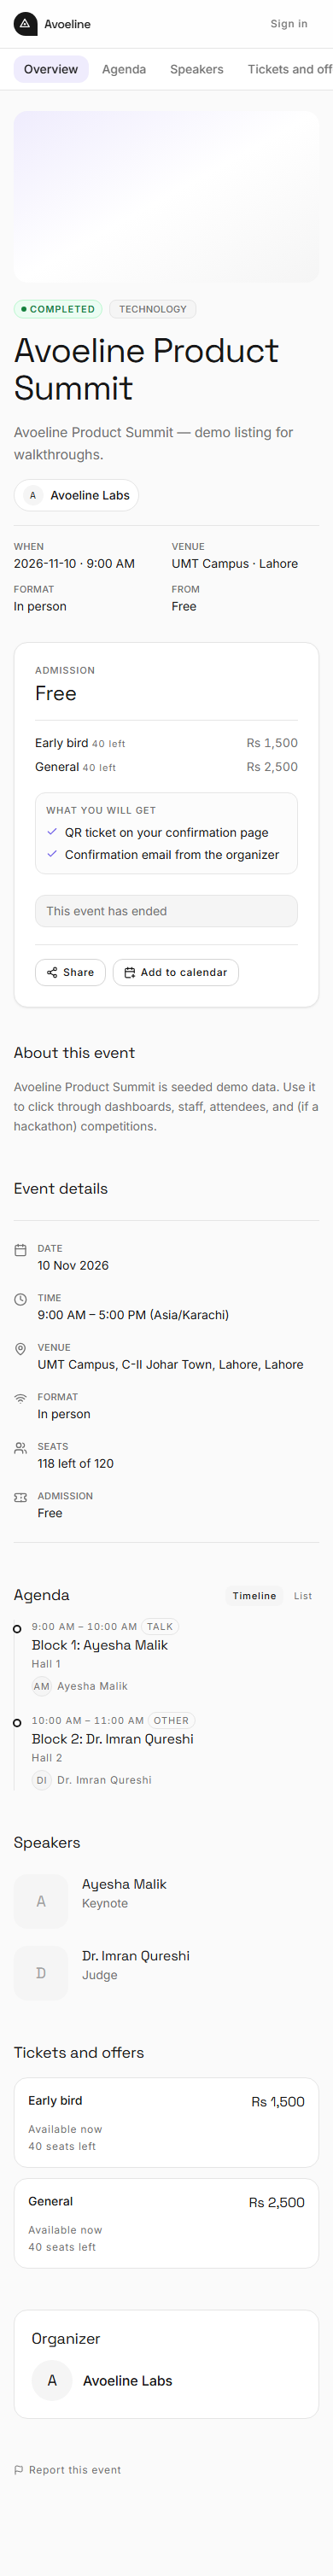 Avoeline
Sign in
Overview Agenda Speakers Tickets and off
COMPLETED TECHNOLOGY
Avoeline Product
Summit
Avoeline Product Summit — demo listing for
walkthroughs.
A Avoeline Labs
WHEN VENUE
2026-11-10 · 9:00 AM UMT Campus · Lahore
FORMAT FROM
In person Free
ADMISSION
Free
Early bird 40 left Rs 1,500
General 40 left Rs 2,500
WHAT YOU WILL GET
QR ticket on your confirmation page
Confirmation email from the organizer
This event has ended
Share Add to calendar
About this event
Avoeline Product Summit is seeded demo data. Use it
to click through dashboards, staff, attendees, and (if a
hackathon) competitions.
Event details
DATE
10 Nov 2026
TIME
9:00 AM – 5:00 PM (Asia/Karachi)
VENUE
UMT Campus, C-II Johar Town, Lahore, Lahore
FORMAT
In person
SEATS
118 left of 120
ADMISSION
Free
Agenda Timeline List
9:00 AM – 10:00 AM TALK
Block 1: Ayesha Malik
Hall 1
AM Ayesha Malik
10:00 AM – 11:00 AM OTHER
Block 2: Dr. Imran Qureshi
Hall 2
DI Dr. Imran Qureshi
Speakers
A Ayesha Malik
Keynote
D Dr. Imran Qureshi
Judge
Tickets and offers
Early bird Rs 1,500
Available now
40 seats left
General Rs 2,500
Available now
40 seats left
Organizer
A Avoeline Labs
Report this event